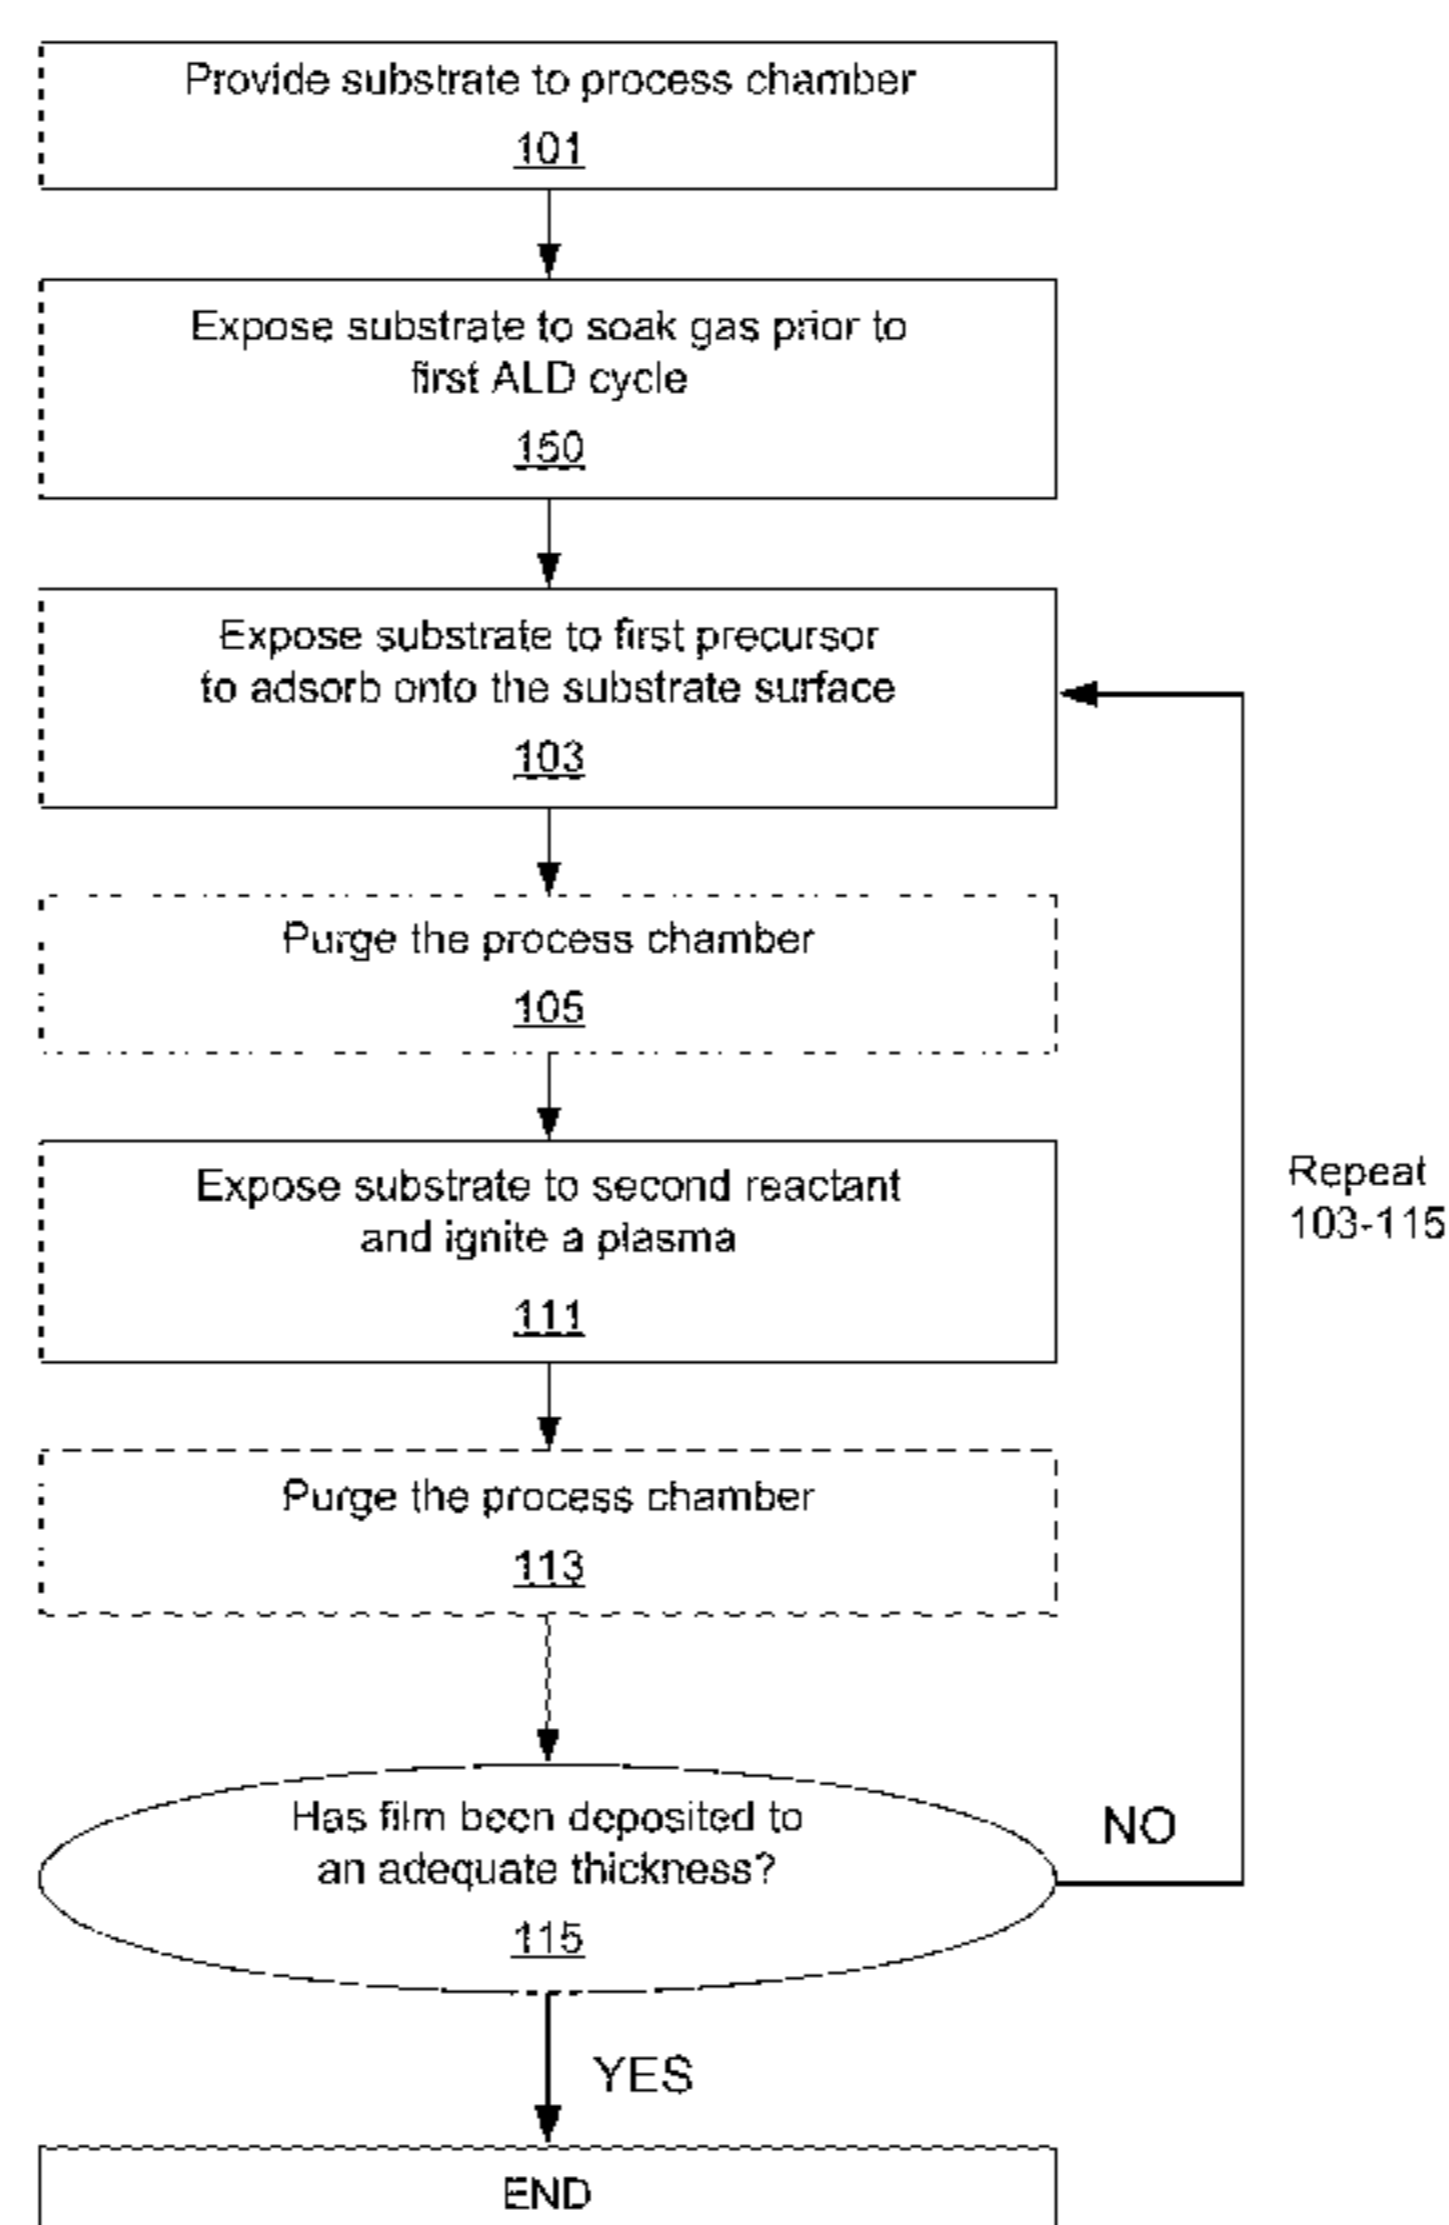 Provide substrate to process chamber
101
Expose substrate to soak gas prior to
first ALD cycle
150
Expose substrate to first precursor
to adsorb onto the substrate surface
103
Purge the process chamber
105
Expose substrate to second reactant
and ignite a plasma
111
Repeat
103-115
Purge the process chamber
113
Has film been deposited to
an adequate thickness?
115
NO
YES
END